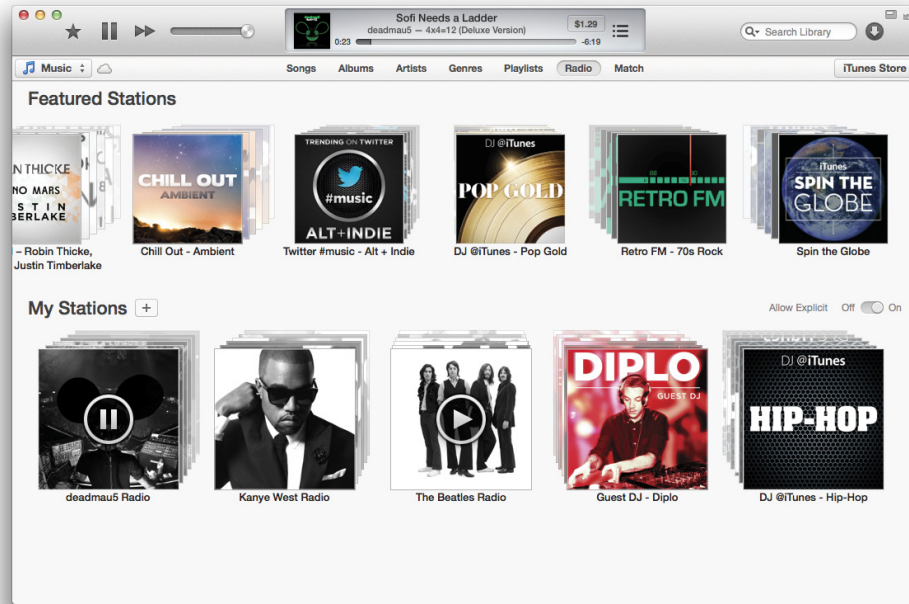 Sofi Needs a Ladder
deadmau5 — 4x4=12 (Deluxe Version)
$1.29
0:23
-6:19
Search Library
Music
Songs
Albums
Artists
Genres
Playlists
Radio
Match
iTunes Store
Featured Stations
N THICKE
NO MARS
STIN
BERLAKE
– Robin Thicke,
Justin Timberlake
CHILL OUT
AMBIENT
Chill Out - Ambient
TRENDING ON TWITTER
#music
ALT+INDIE
Twitter #music - Alt + Indie
DJ @iTunes
POP GOLD
DJ @iTunes - Pop Gold
RETRO FM
Retro FM - 70s Rock
iTunes
SPIN THE
GLOBE
Spin the Globe
My Stations +
Allow Explicit
Off
On
deadmau5 Radio
Kanye West Radio
The Beatles Radio
DIPLO
GUEST DJ
Guest DJ - Diplo
DJ @iTunes
HIP-HOP
DJ @iTunes - Hip-Hop